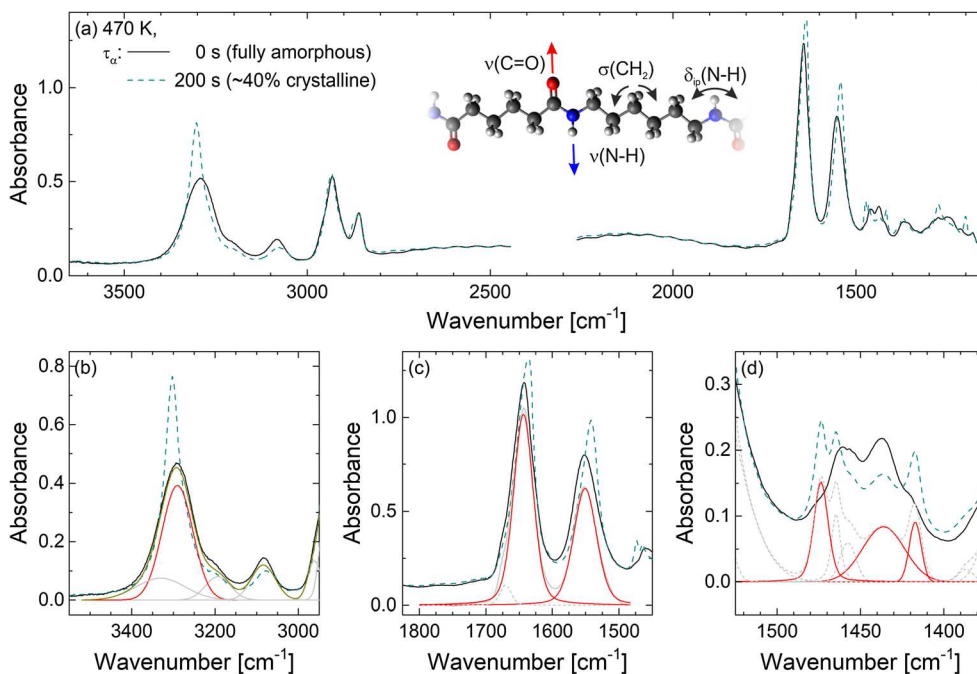 (a) 470 K,
τα: 0 s (fully amorphous)
200 s (~40% crystalline)
ν(C=O)
σ(CH2)
δip(N-H)
ν(N-H)
Absorbance
1.0
0.5
0.0
3500 3000 2500 2000 1500
Wavenumber [cm-1]
(b)
Absorbance
0.8
0.6
0.4
0.2
0.0
3400 3200 3000
Wavenumber [cm-1]
(c)
Absorbance
1.0
0.5
0.0
1800 1700 1600 1500
Wavenumber [cm-1]
(d)
Absorbance
0.3
0.2
0.1
0.0
1500 1450 1400
Wavenumber [cm-1]